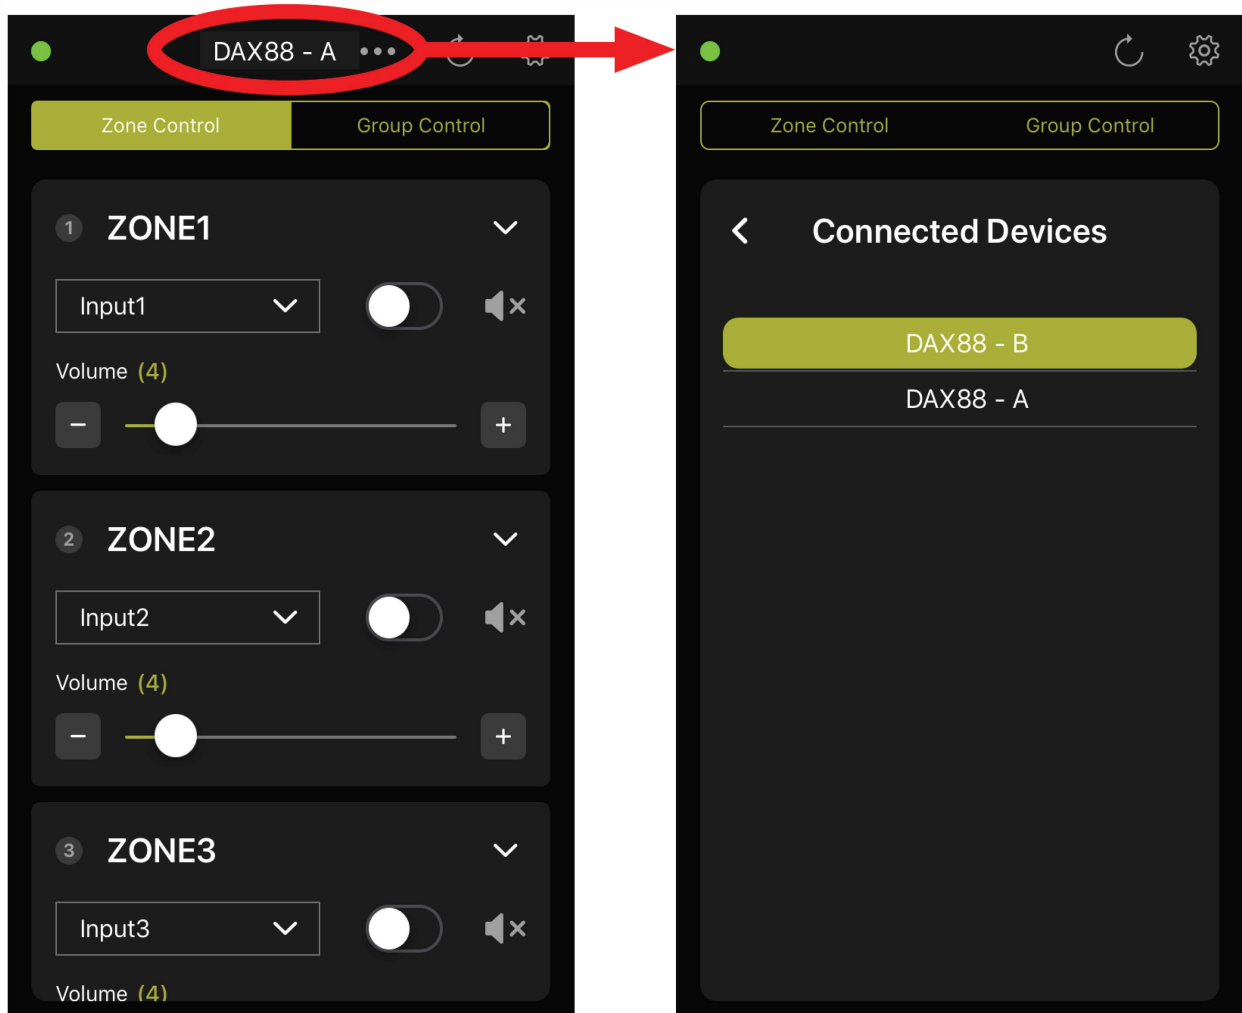 DAX88 - A •••
Zone Control
Group Control
1 ZONE1
Input1
Volume (4)
− +
2 ZONE2
Input2
Volume (4)
− +
3 ZONE3
Input3
Volume (4)
Zone Control
Group Control
Connected Devices
DAX88 - B
DAX88 - A